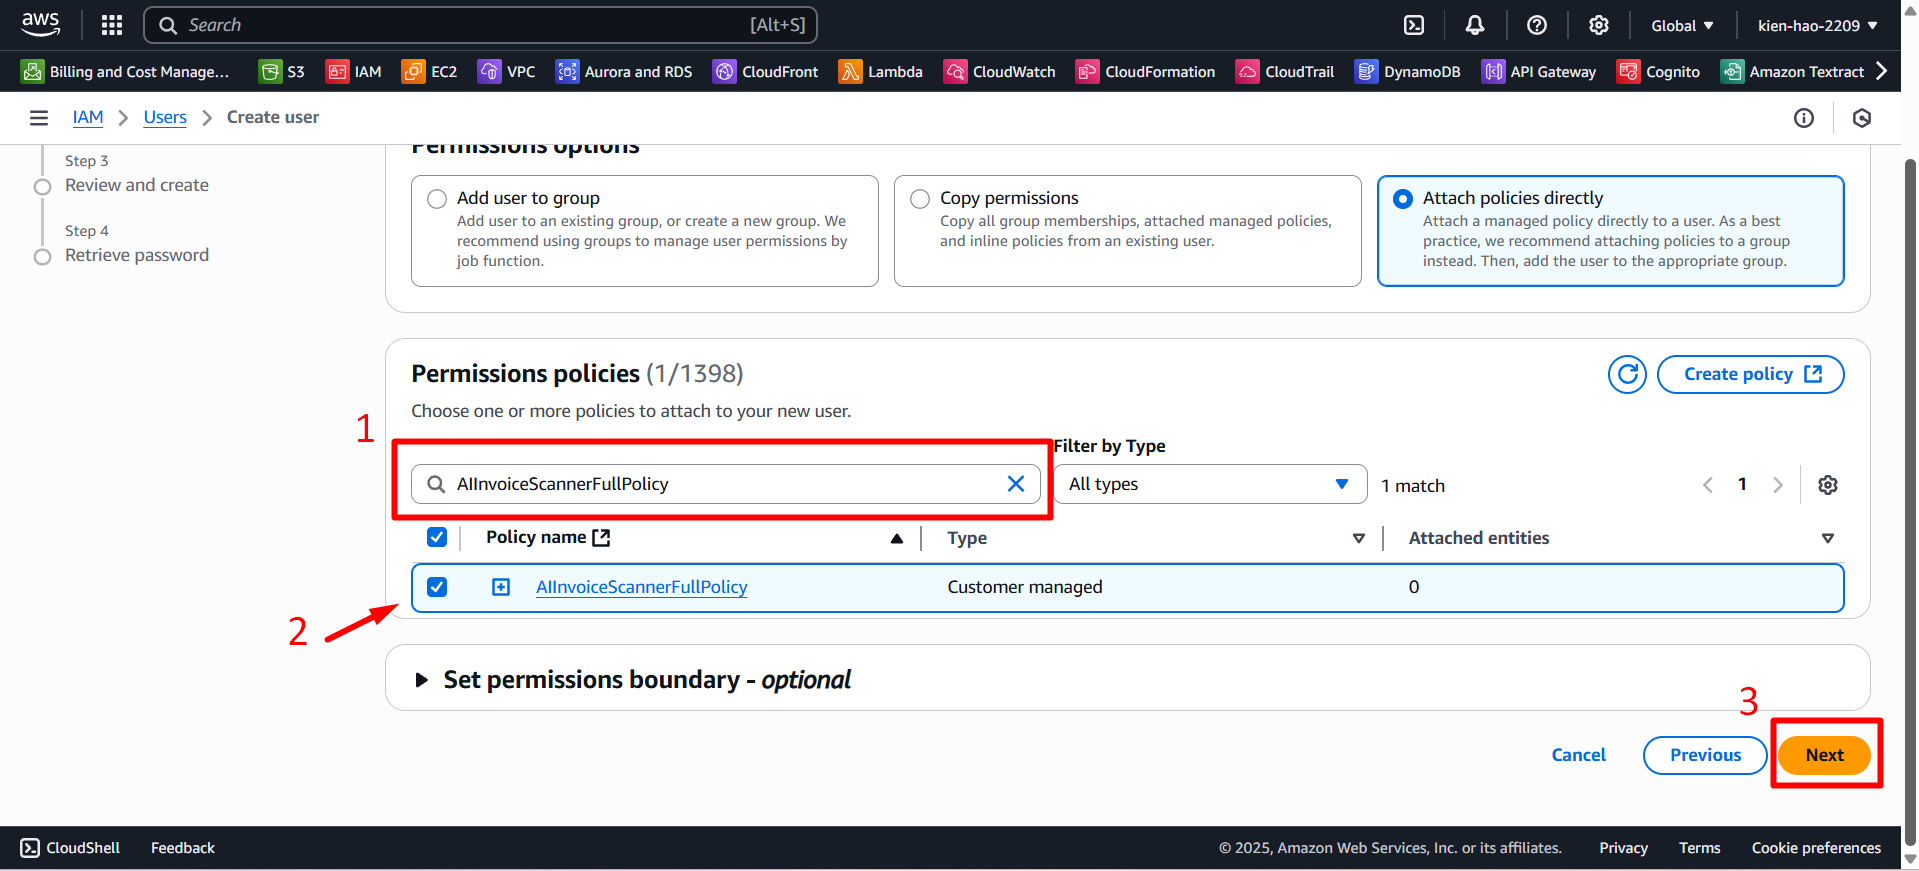 aws
Search [Alt+S]
Global
kien-hao-2209
Billing and Cost Manage...
S3
IAM
EC2
VPC
Aurora and RDS
CloudFront
Lambda
CloudWatch
CloudFormation
CloudTrail
DynamoDB
API Gateway
Cognito
Amazon Textract
IAM > Users > Create user
Step 3
Review and create
Step 4
Retrieve password
Permissions options
Add user to group
Add user to an existing group, or create a new group. We
recommend using groups to manage user permissions by
job function.
Copy permissions
Copy all group memberships, attached managed policies,
and inline policies from an existing user.
Attach policies directly
Attach a managed policy directly to a user. As a best
practice, we recommend attaching policies to a group
instead. Then, add the user to the appropriate group.
Permissions policies (1/1398)
Create policy
Choose one or more policies to attach to your new user.
1
Filter by Type
AIInvoiceScannerFullPolicy
All types
1 match
1
Policy name
Type
Attached entities
AIInvoiceScannerFullPolicy
Customer managed
0
2
Set permissions boundary - optional
3
Cancel
Previous
Next
CloudShell
Feedback
© 2025, Amazon Web Services, Inc. or its affiliates.
Privacy
Terms
Cookie preferences